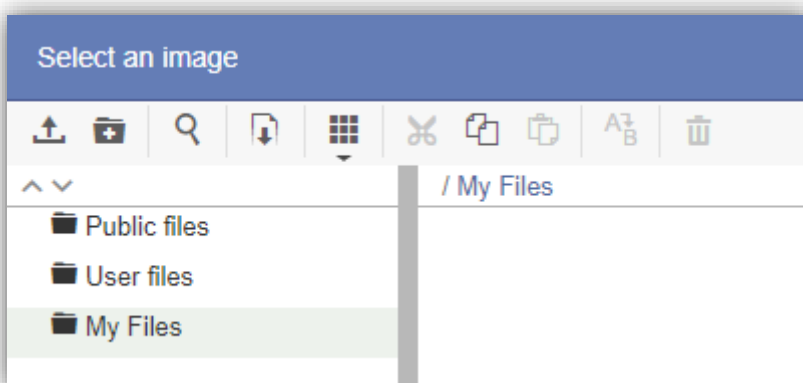 Select an image
A B
/ My Files
Public files
User files
My Files